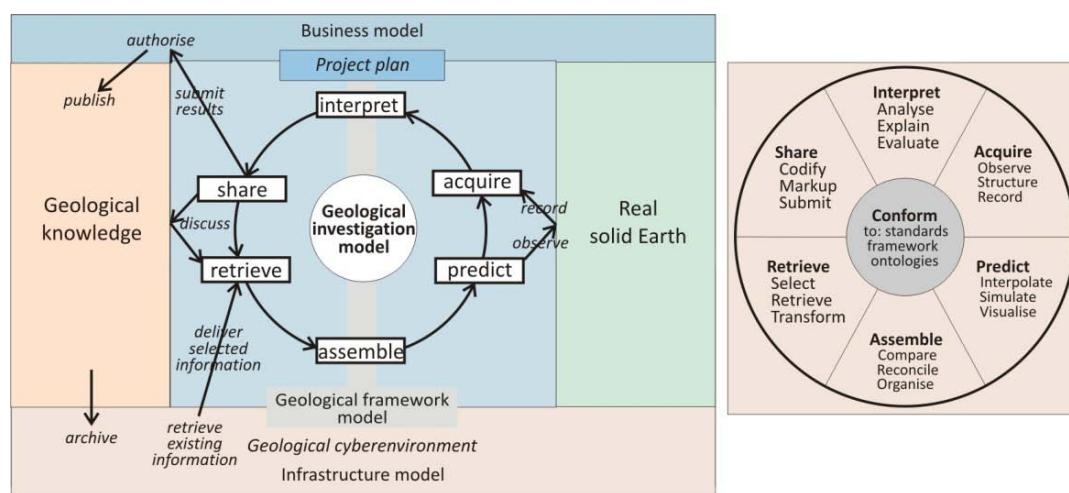 Business model
authorise
Project plan
publish
submit
results
interpret
share
acquire
Geological
knowledge
discuss
Geological
investigation
model
record
observe
Real
solid Earth
retrieve
predict
deliver
selected
information
assemble
Geological framework
model
archive
retrieve
existing
information
Geological cyberenvironment
Infrastructure model
Interpret
Analyse
Explain
Evaluate
Share
Codify
Markup
Submit
Acquire
Observe
Structure
Record
Conform
to: standards
framework
ontologies
Retrieve
Select
Retrieve
Transform
Predict
Interpolate
Simulate
Visualise
Assemble
Compare
Reconcile
Organise